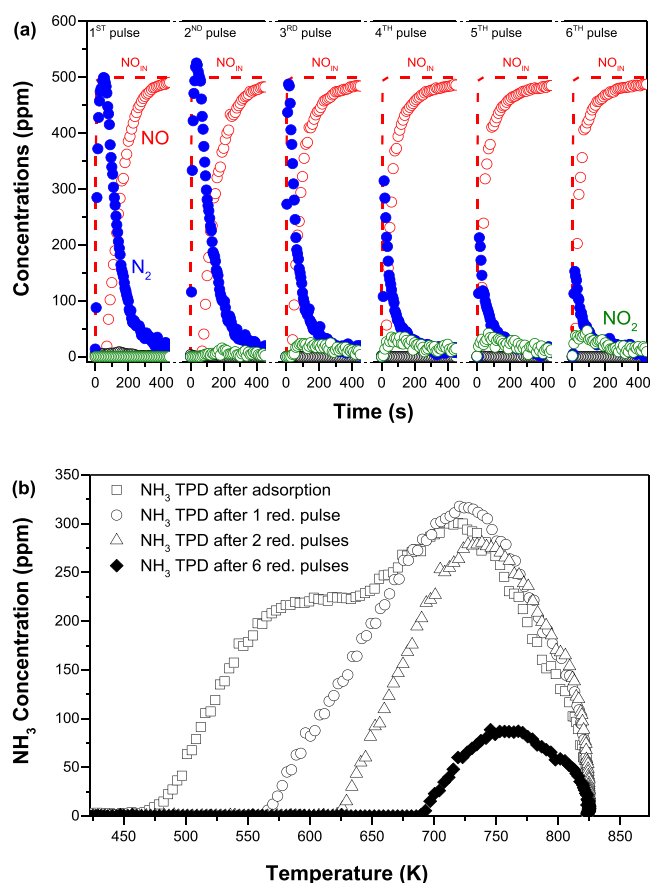 (a)
1ST pulse 2ND pulse 3RD pulse 4TH pulse 5TH pulse 6TH pulse
NOIN NOIN NOIN NOIN NOIN NOIN
NO
N2
NO2
Concentrations (ppm)
600
500
400
300
200
100
0
0 200 400 0 200 400 0 200 400 0 200 400 0 200 400 0 200 400
Time (s)
(b)
NH3 TPD after adsorption
NH3 TPD after 1 red. pulse
NH3 TPD after 2 red. pulses
NH3 TPD after 6 red. pulses
NH3 Concentration (ppm)
350
300
250
200
150
100
50
0
450 500 550 600 650 700 750 800 850
Temperature (K)